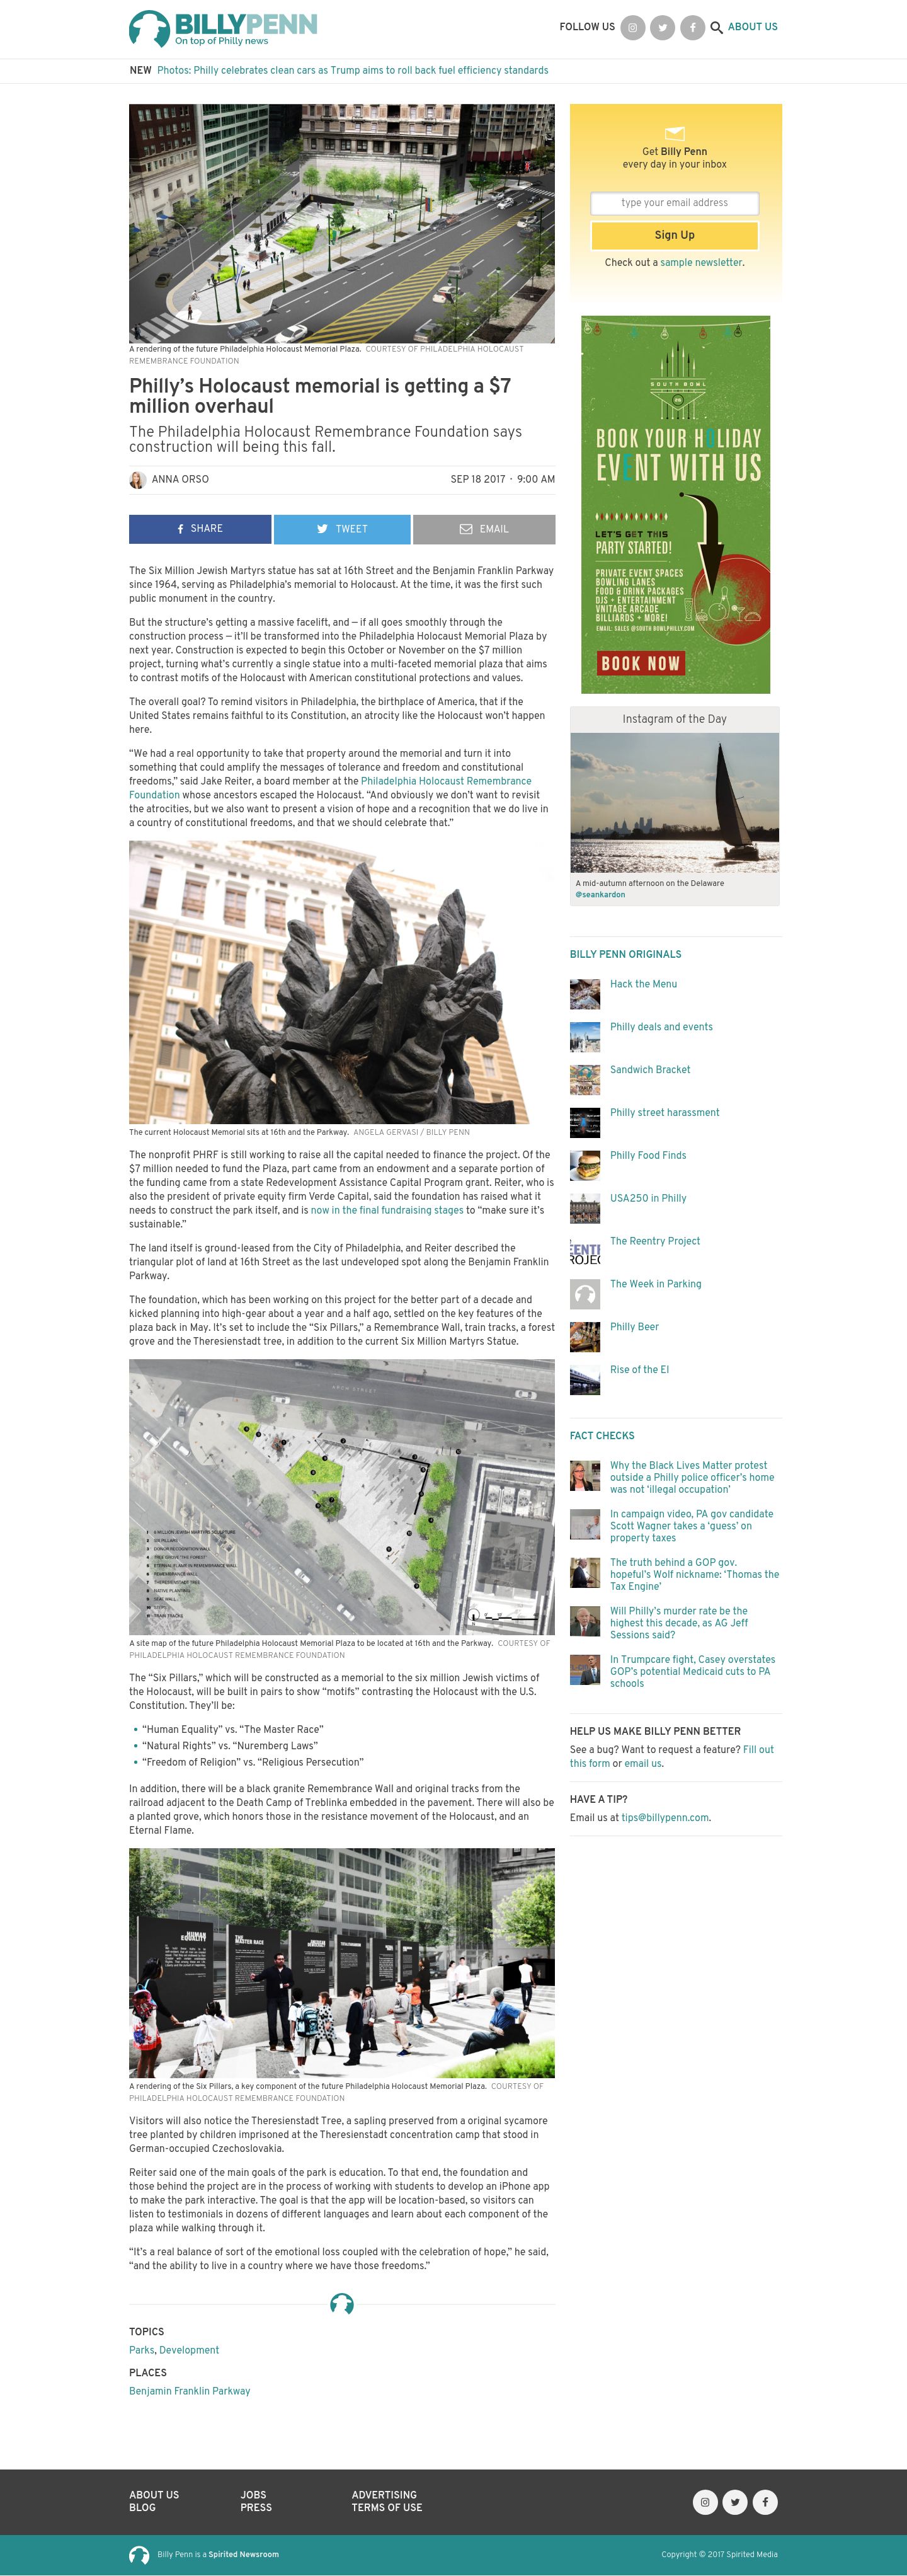 BILLYPENN
On top of Philly news
FOLLOW US
ABOUT US
NEW Photos: Philly celebrates clean cars as Trump aims to roll back fuel efficiency standards
A rendering of the future Philadelphia Holocaust Memorial Plaza. COURTESY OF PHILADELPHIA HOLOCAUST
REMEMBRANCE FOUNDATION
Philly's Holocaust memorial is getting a $7
million overhaul
The Philadelphia Holocaust Remembrance Foundation says
construction will being this fall.
ANNA ORSO
SEP 18 2017 · 9:00 AM
SHARE
TWEET
EMAIL
The Six Million Jewish Martyrs statue has sat at 16th Street and the Benjamin Franklin Parkway
since 1964, serving as Philadelphia's memorial to Holocaust. At the time, it was the first such
public monument in the country.
But the structure's getting a massive facelift, and — if all goes smoothly through the
construction process — it'll be transformed into the Philadelphia Holocaust Memorial Plaza by
next year. Construction is expected to begin this October or November on the $7 million
project, turning what's currently a single statue into a multi-faceted memorial plaza that aims
to contrast motifs of the Holocaust with American constitutional protections and values.
The overall goal? To remind visitors in Philadelphia, the birthplace of America, that if the
United States remains faithful to its Constitution, an atrocity like the Holocaust won't happen
here.
“We had a real opportunity to take that property around the memorial and turn it into
something that could amplify the messages of tolerance and freedom and constitutional
freedoms,” said Jake Reiter, a board member at the Philadelphia Holocaust Remembrance
Foundation whose ancestors escaped the Holocaust. “And obviously we don't want to revisit
the atrocities, but we also want to present a vision of hope and a recognition that we do live in
a country of constitutional freedoms, and that we should celebrate that.”
The current Holocaust Memorial sits at 16th and the Parkway. ANGELA GERVASI / BILLY PENN
The nonprofit PHRF is still working to raise all the capital needed to finance the project. Of the
$7 million needed to fund the Plaza, part came from an endowment and a separate portion of
the funding came from a state Redevelopment Assistance Capital Program grant. Reiter, who is
also the president of private equity firm Verde Capital, said the foundation has raised what it
needs to construct the park itself, and is now in the final fundraising stages to “make sure it's
sustainable.”
The land itself is ground-leased from the City of Philadelphia, and Reiter described the
triangular plot of land at 16th Street as the last undeveloped spot along the Benjamin Franklin
Parkway.
The foundation, which has been working on this project for the better part of a decade and
kicked planning into high-gear about a year and a half ago, settled on the key features of the
plaza back in May. It's set to include the “Six Pillars,” a Remembrance Wall, train tracks, a forest
grove and the Theresienstadt tree, in addition to the current Six Million Martyrs Statue.
ARCH STREET
1 6 MILLION JEWISH MARTYRS SCULPTURE
2 SIX PILLARS
3 DONOR RECOGNITION WALL
4 TREE GROVE "THE FOREST"
5 ETERNAL FLAME IN REMEMBRANCE WALL
6 REMEMBRANCE WALL
7 THERESIENSTADT TREE
8 NATIVE PLANTING
9 SEAT WALL
10 STEPS
11 TRAIN TRACKS
A site map of the future Philadelphia Holocaust Memorial Plaza to be located at 16th and the Parkway. COURTESY OF
PHILADELPHIA HOLOCAUST REMEMBRANCE FOUNDATION
The “Six Pillars,” which will be constructed as a memorial to the six million Jewish victims of
the Holocaust, will be built in pairs to show “motifs” contrasting the Holocaust with the U.S.
Constitution. They'll be:
• “Human Equality” vs. “The Master Race”
• “Natural Rights” vs. “Nuremberg Laws”
• “Freedom of Religion” vs. “Religious Persecution”
In addition, there will be a black granite Remembrance Wall and original tracks from the
railroad adjacent to the Death Camp of Treblinka embedded in the pavement. There will also be
a planted grove, which honors those in the resistance movement of the Holocaust, and an
Eternal Flame.
HUMAN
EQUALITY
THE
MASTER RACE
A rendering of the Six Pillars, a key component of the future Philadelphia Holocaust Memorial Plaza. COURTESY OF
PHILADELPHIA HOLOCAUST REMEMBRANCE FOUNDATION
Visitors will also notice the Theresienstadt Tree, a sapling preserved from a original sycamore
tree planted by children imprisoned at the Theresienstadt concentration camp that stood in
German-occupied Czechoslovakia.
Reiter said one of the main goals of the park is education. To that end, the foundation and
those behind the project are in the process of working with students to develop an iPhone app
to make the park interactive. The goal is that the app will be location-based, so visitors can
listen to testimonials in dozens of different languages and learn about each component of the
plaza while walking through it.
“It's a real balance of sort of the emotional loss coupled with the celebration of hope,” he said,
“and the ability to live in a country where we have those freedoms.”
TOPICS
Parks, Development
PLACES
Benjamin Franklin Parkway
Get Billy Penn
every day in your inbox
type your email address
Sign Up
Check out a sample newsletter.
SOUTH BOWL
BOOK YOUR HOLIDAY
EVENT WITH US
LET'S GET THIS
PARTY STARTED!
PRIVATE EVENT SPACES
BOWLING LANES
FOOD & DRINK PACKAGES
DJS + ENTERTAINMENT
VNITAGE ARCADE
BILLIARDS + MORE!
EMAIL: SALES @SOUTH BOWLPHILLY.COM
BOOK NOW
Instagram of the Day
A mid-autumn afternoon on the Delaware
@seankardon
BILLY PENN ORIGINALS
Hack the Menu
Philly deals and events
Sandwich Bracket
Philly street harassment
Philly Food Finds
USA250 in Philly
The Reentry Project
The Week in Parking
Philly Beer
Rise of the El
FACT CHECKS
Why the Black Lives Matter protest
outside a Philly police officer's home
was not 'illegal occupation'
In campaign video, PA gov candidate
Scott Wagner takes a 'guess' on
property taxes
The truth behind a GOP gov.
hopeful's Wolf nickname: 'Thomas the
Tax Engine'
Will Philly's murder rate be the
highest this decade, as AG Jeff
Sessions said?
In Trumpcare fight, Casey overstates
GOP's potential Medicaid cuts to PA
schools
HELP US MAKE BILLY PENN BETTER
See a bug? Want to request a feature? Fill out
this form or email us.
HAVE A TIP?
Email us at tips@billypenn.com.
ABOUT US
BLOG
JOBS
PRESS
ADVERTISING
TERMS OF USE
Billy Penn is a Spirited Newsroom
Copyright © 2017 Spirited Media